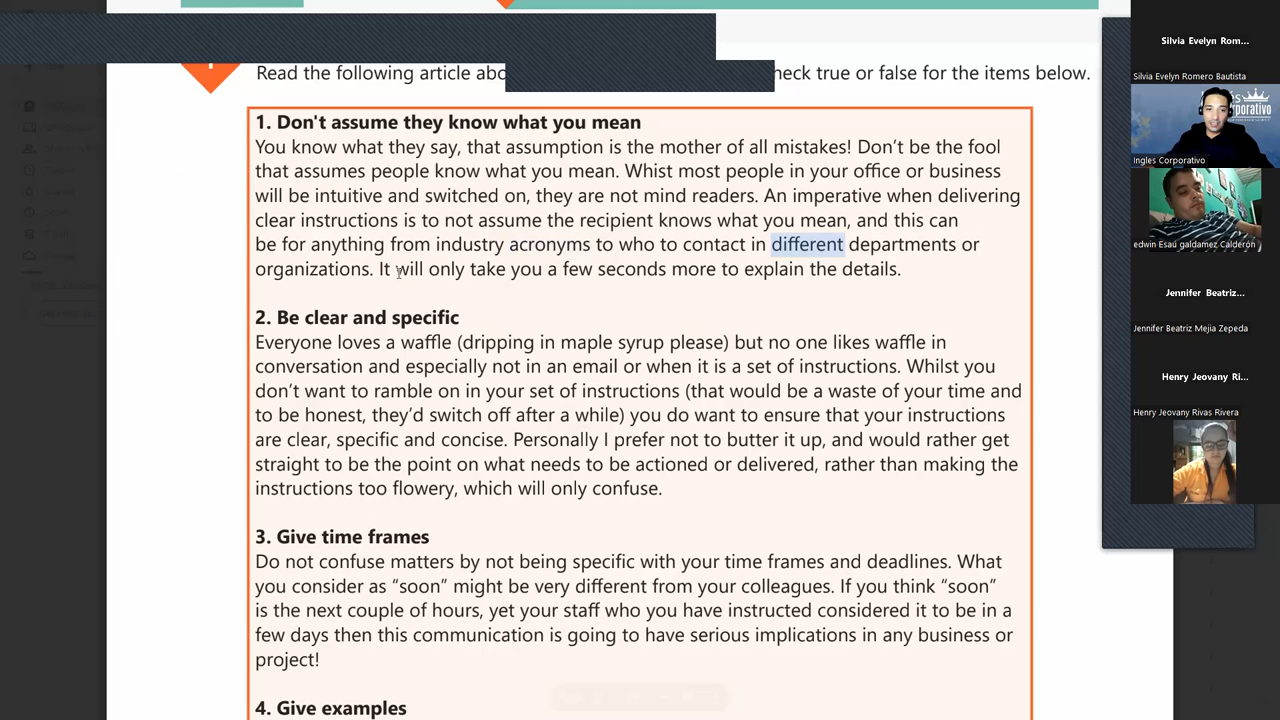 Read the following article abo heck true or false for the items below.
1. Don't assume they know what you mean
You know what they say, that assumption is the mother of all mistakes! Don't be the fool
that assumes people know what you mean. Whist most people in your office or business
will be intuitive and switched on, they are not mind readers. An imperative when delivering
clear instructions is to not assume the recipient knows what you mean, and this can
be for anything from industry acronyms to who to contact in different departments or
organizations. It will only take you a few seconds more to explain the details.
2. Be clear and specific
Everyone loves a waffle (dripping in maple syrup please) but no one likes waffle in
conversation and especially not in an email or when it is a set of instructions. Whilst you
don't want to ramble on in your set of instructions (that would be a waste of your time and
to be honest, they'd switch off after a while) you do want to ensure that your instructions
are clear, specific and concise. Personally I prefer not to butter it up, and would rather get
straight to be the point on what needs to be actioned or delivered, rather than making the
instructions too flowery, which will only confuse.
3. Give time frames
Do not confuse matters by not being specific with your time frames and deadlines. What
you consider as “soon” might be very different from your colleagues. If you think “soon”
is the next couple of hours, yet your staff who you have instructed considered it to be in a
few days then this communication is going to have serious implications in any business or
project!
4. Give examples
Silvia Evelyn Rom...
Silvia Evelyn Romero Bautista
Ingles Corporativo
edwin Esaú galdamez Calderón
Jennifer Beatriz...
Jennifer Beatriz Mejia Zepeda
Henry Jeovany Ri...
Henry Jeovany Rivas Rivera